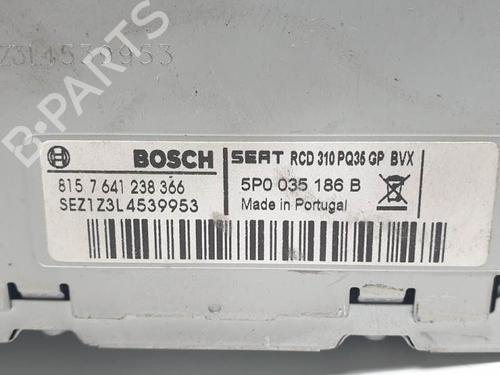 Z3L4539953
BOSCH SEAT RCD 310 PQ35 GP BVX
815 7 641 238 366 5P0 035 186 B
SEZ1Z3L4539953 Made in Portugal
B-PARTS